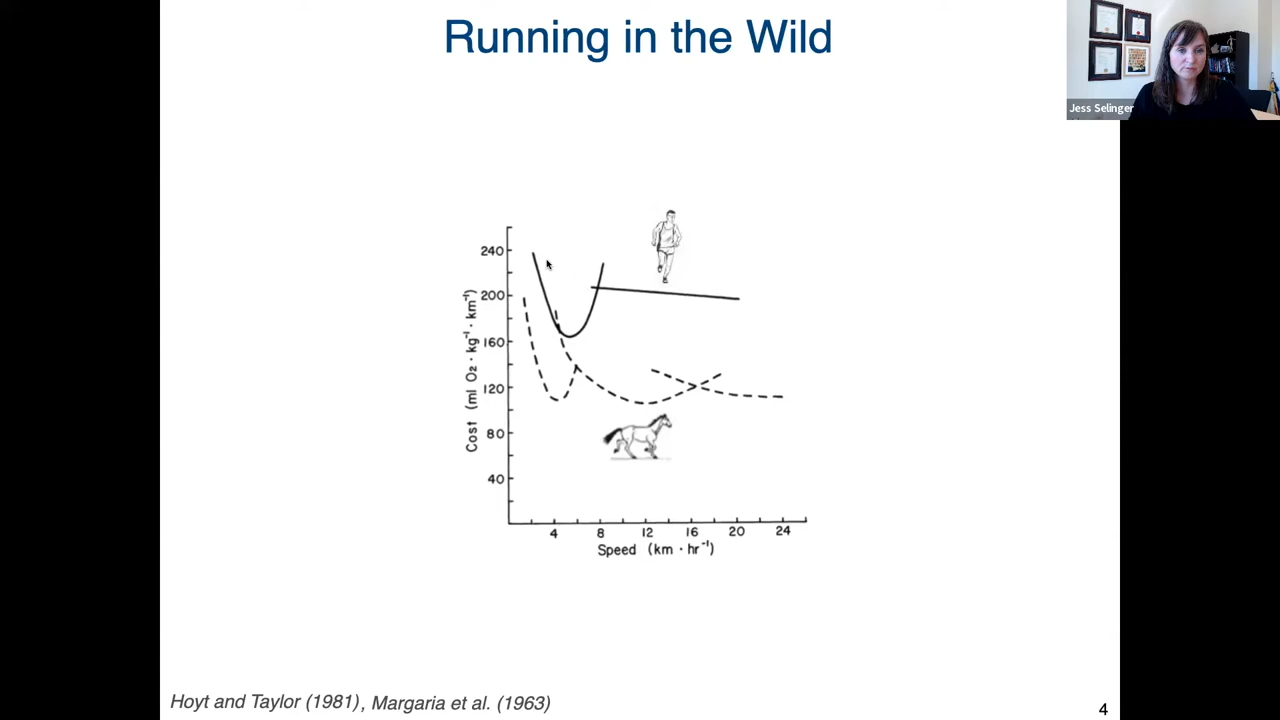 Running in the Wild
Jess Selinger
240
200
160
120
80
40
Cost (ml O₂ · kg⁻¹ · km⁻¹)
4 8 12 16 20 24
Speed (km · hr⁻¹)
Hoyt and Taylor (1981), Margaria et al. (1963)
4